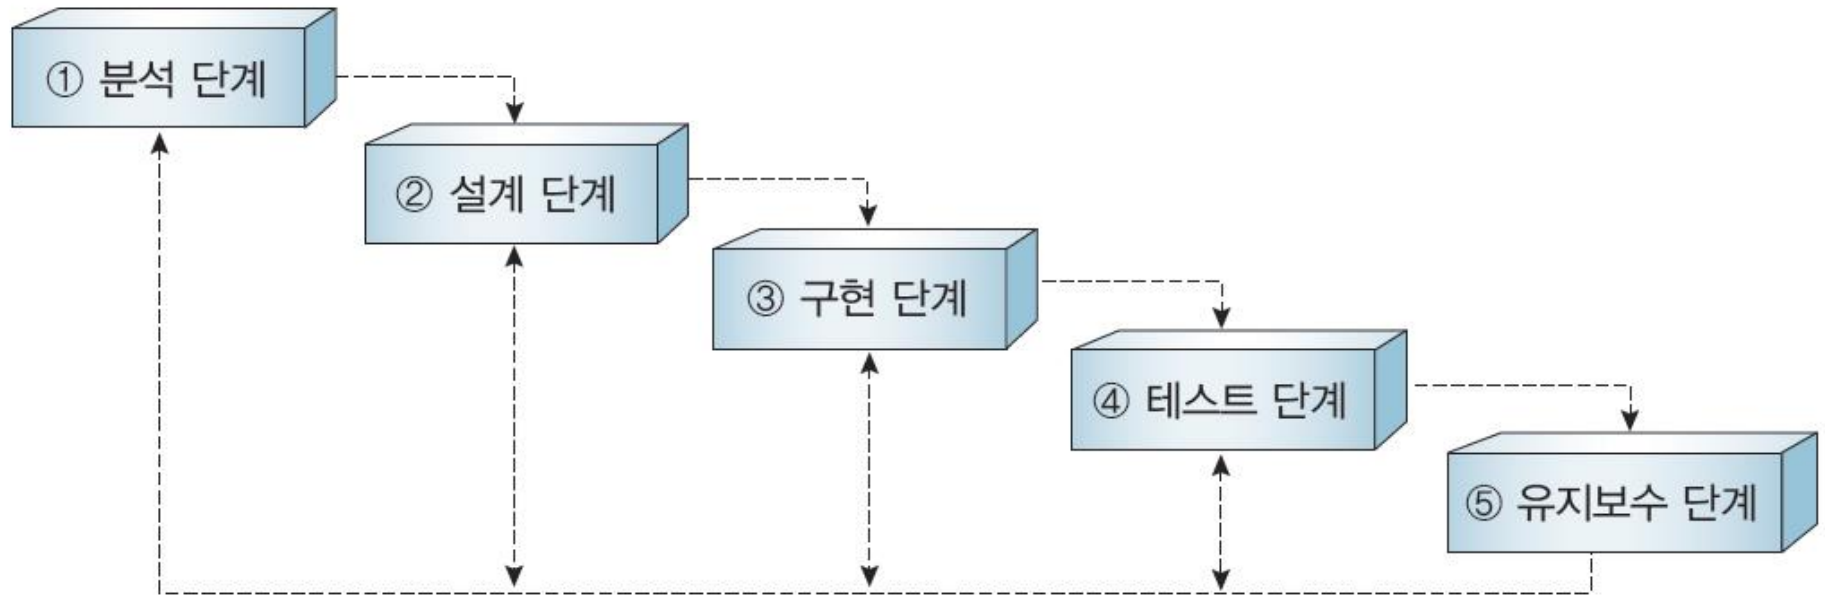 ① 분석 단계
② 설계 단계
③ 구현 단계
④ 테스트 단계
⑤ 유지보수 단계